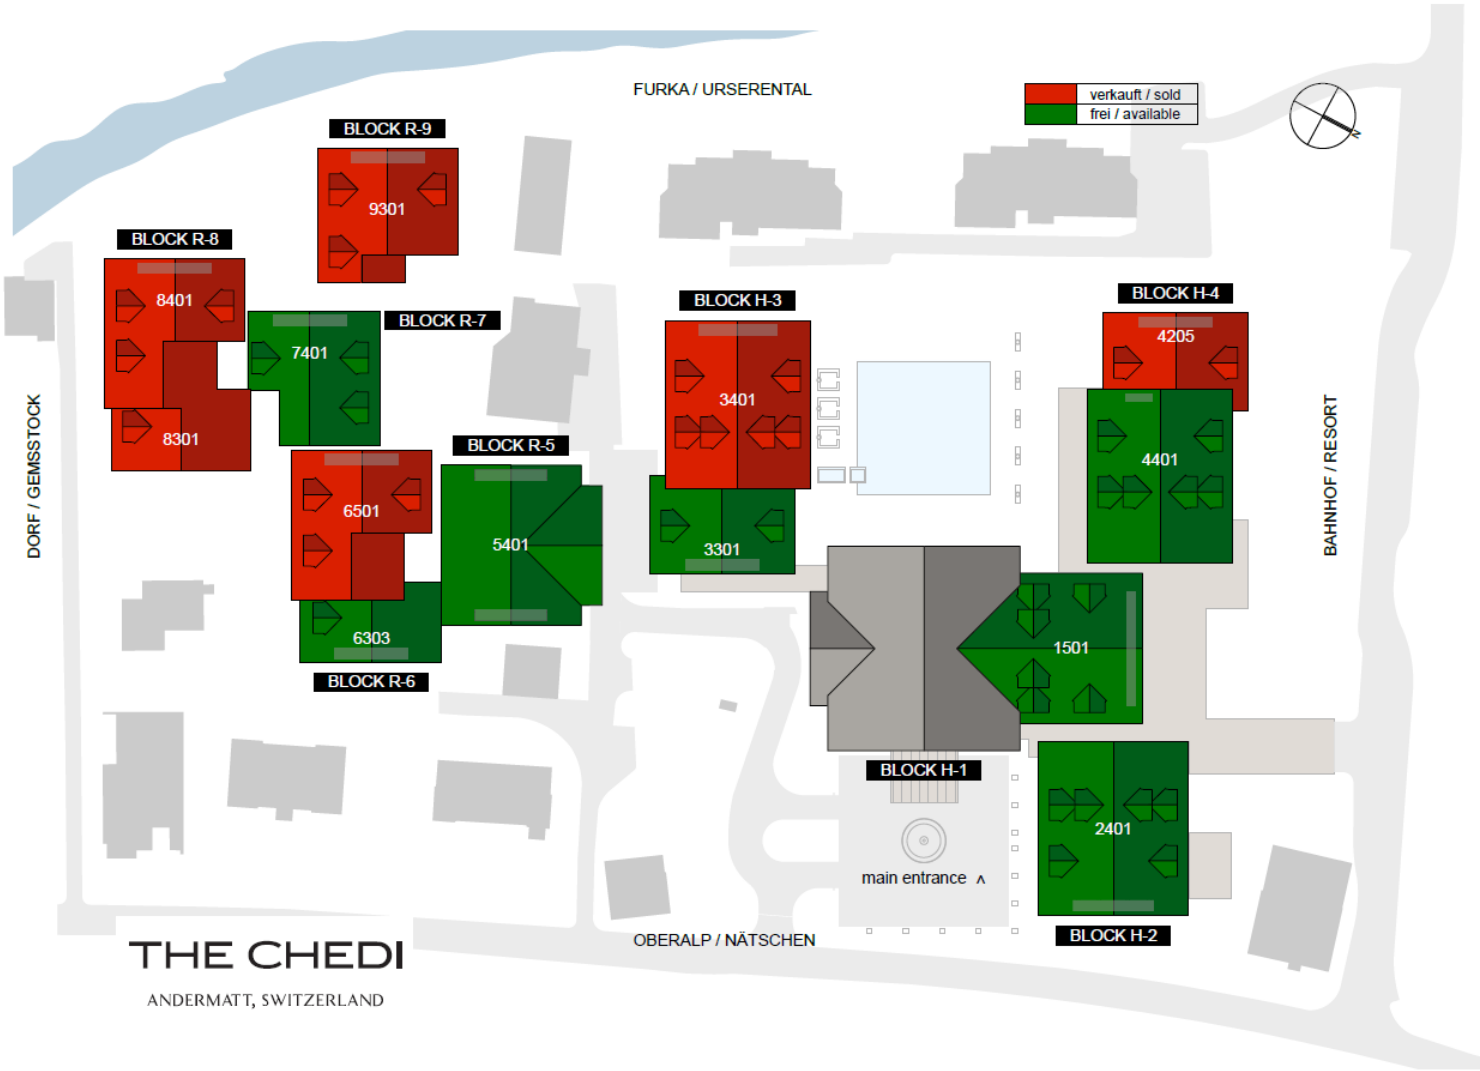 FURKA / URSERENTAL
verkauft / sold
frei / available
N
BLOCK R-9
9301
BLOCK R-8
8401
8301
BLOCK R-7
7401
BLOCK H-3
3401
3301
BLOCK H-4
4205
4401
DORF / GEMSSTOCK
BAHNHOF / RESORT
BLOCK R-5
5401
6501
6303
BLOCK R-6
1501
BLOCK H-1
2401
BLOCK H-2
main entrance
OBERALP / NÄTSCHEN
THE CHEDI
ANDERMATT, SWITZERLAND